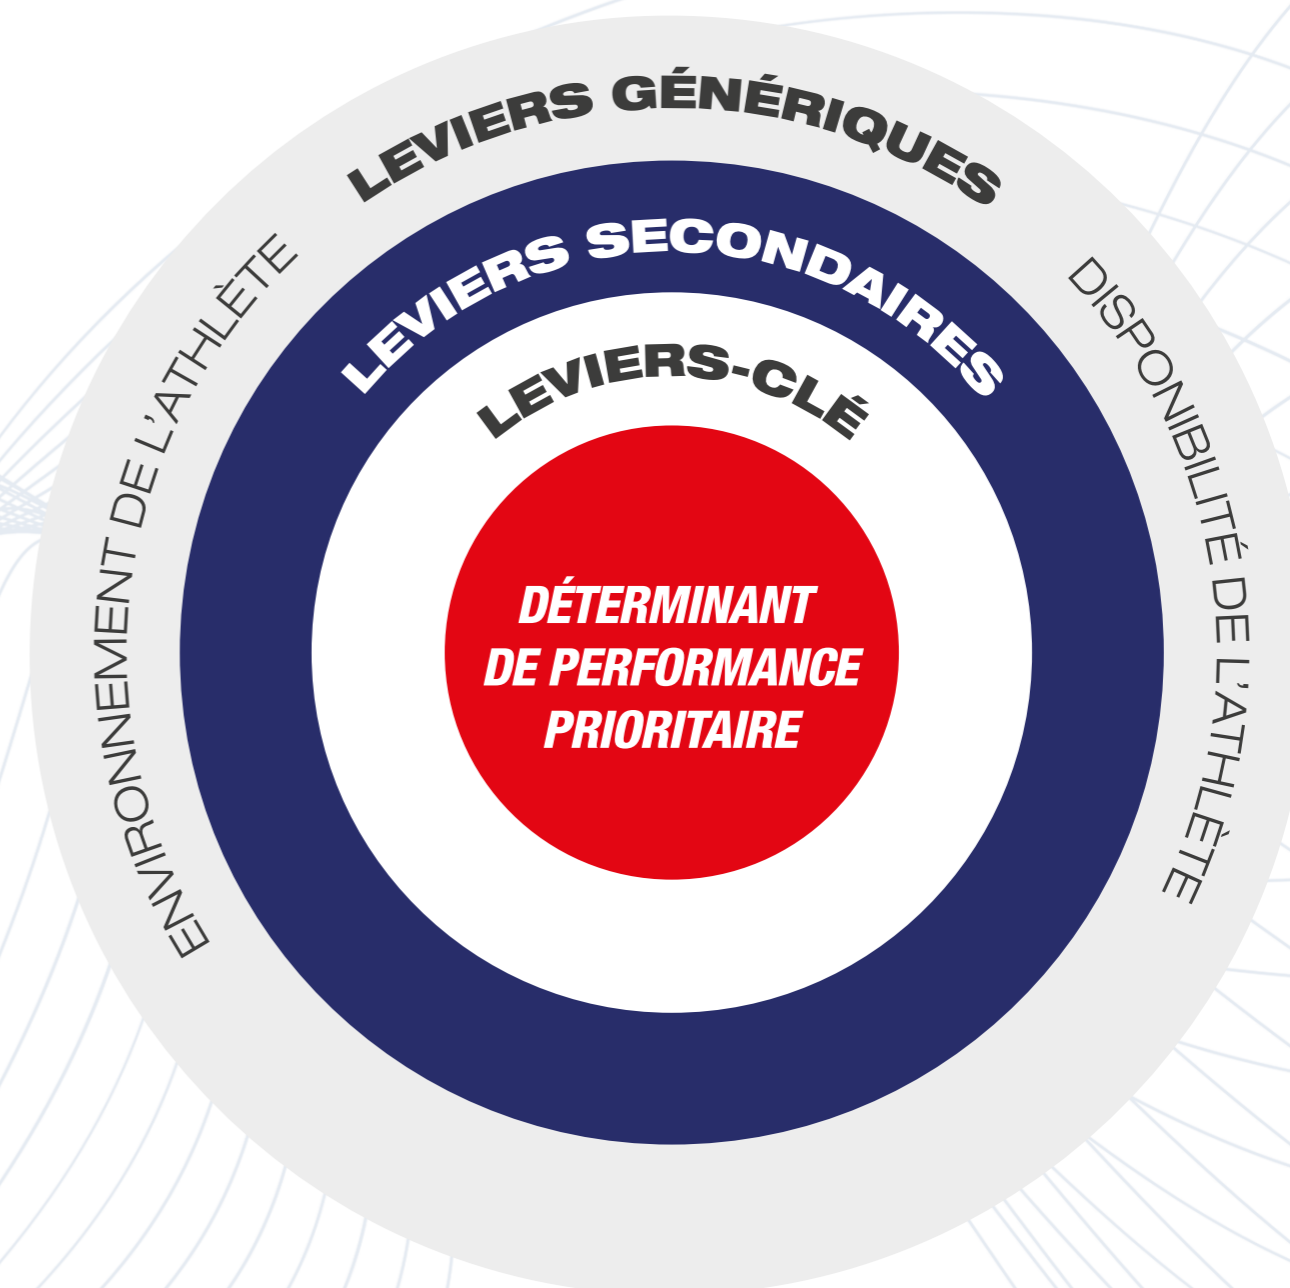 LEVIERS GÉNÉRIQUES
ENVIRONNEMENT DE L'ATHLÈTE
DISPONIBILITÉ DE L'ATHLÈTE
LEVIERS SECONDAIRES
LEVIERS-CLÉ
DÉTERMINANT
DE PERFORMANCE
PRIORITAIRE